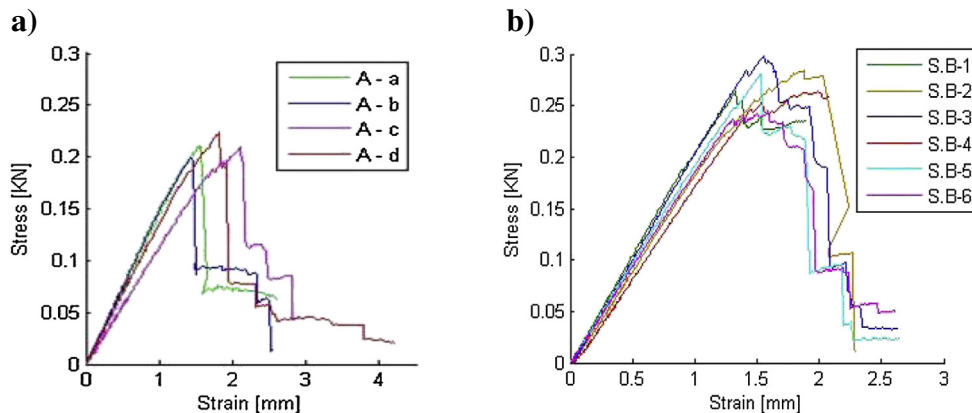 a)
0.3
0.25
0.2
0.15
0.1
0.05
0
Stress [KN]
0 1 2 3 4
Strain [mm]
A - a
A - b
A - c
A - d
b)
0.3
0.25
0.2
0.15
0.1
0.05
0
Stress [KN]
0 0.5 1 1.5 2 2.5 3
Strain [mm]
S.B-1
S.B-2
S.B-3
S.B-4
S.B-5
S.B-6